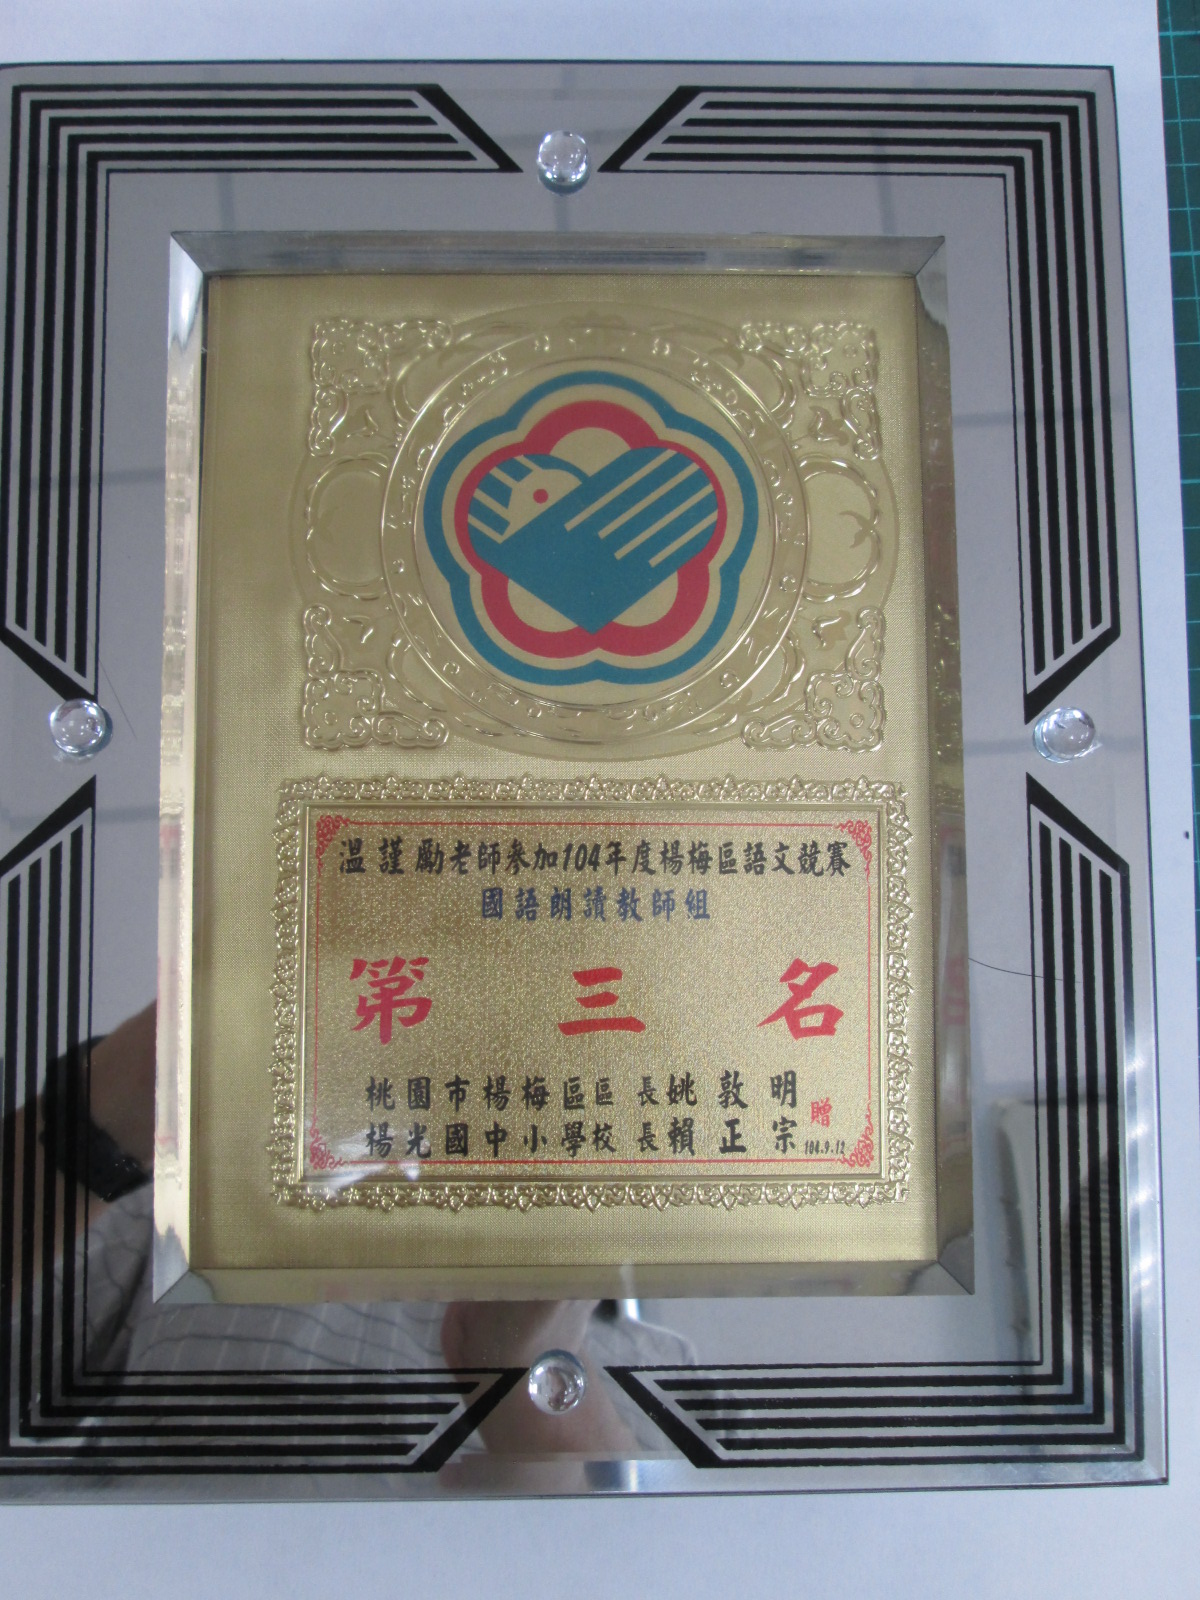 溫謹勵老師參加104年度楊梅區語文競賽
國語朗讀教師組
第三名
桃園市楊梅區區長姚敦明
楊光國中小學校長賴正宗
贈
104.9.12